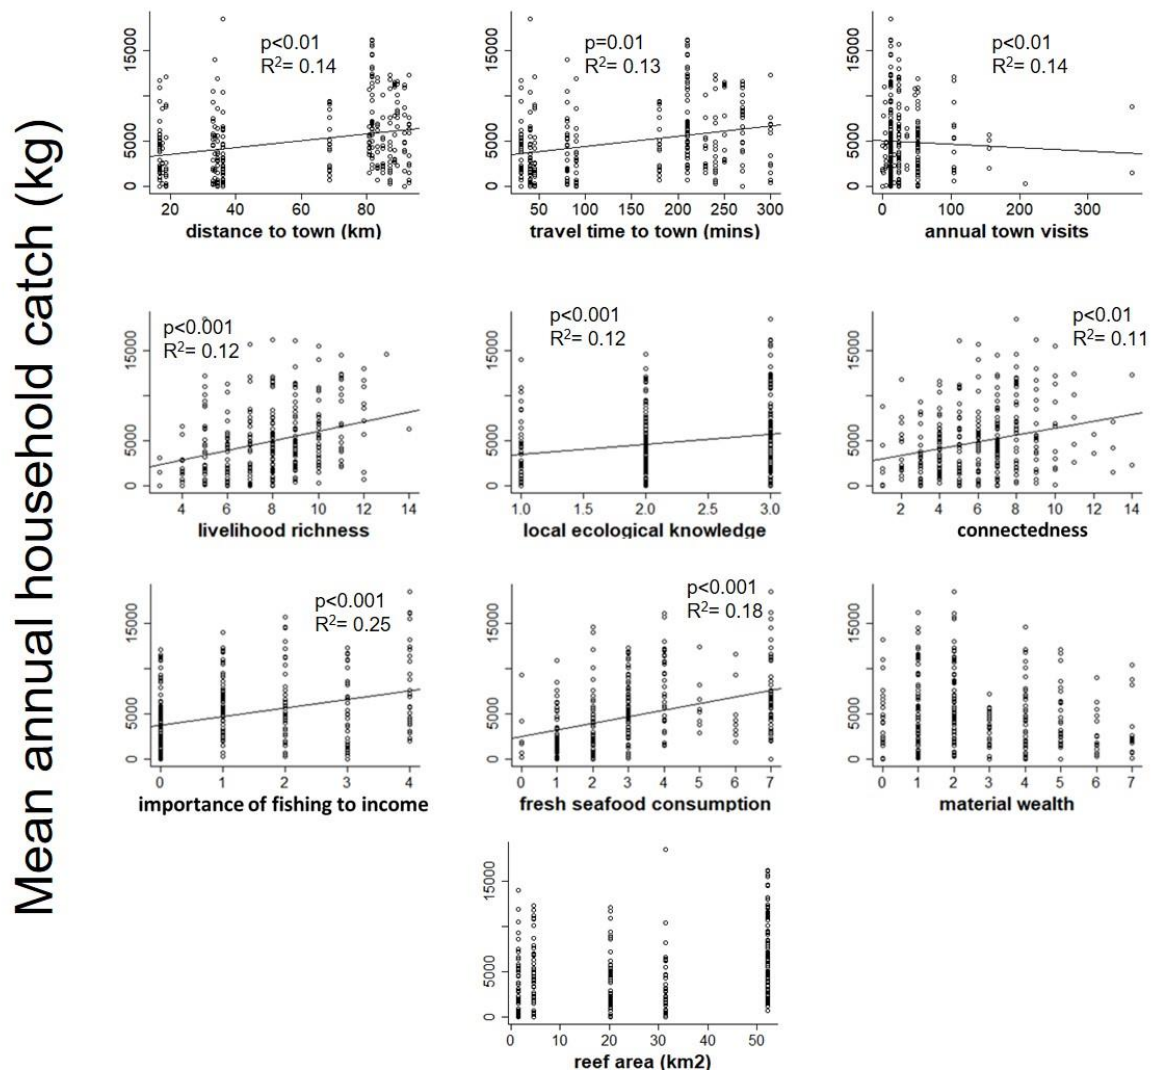 Mean annual household catch (kg)
p<0.01
R2= 0.14
0 5000 15000
20 40 60 80
distance to town (km)
p=0.01
R2= 0.13
0 5000 15000
50 100 150 200 250 300
travel time to town (mins)
p<0.01
R2= 0.14
0 5000 15000
0 100 200 300
annual town visits
p<0.001
R2= 0.12
0 5000 15000
4 6 8 10 12 14
livelihood richness
p<0.001
R2= 0.12
0 5000 15000
1.0 1.5 2.0 2.5 3.0
local ecological knowledge
p<0.01
R2= 0.11
0 5000 15000
2 4 6 8 10 12 14
connectedness
p<0.001
R2= 0.25
0 5000 15000
0 1 2 3 4
importance of fishing to income
p<0.001
R2= 0.18
0 5000 15000
0 1 2 3 4 5 6 7
fresh seafood consumption
0 5000 15000
0 1 2 3 4 5 6 7
material wealth
0 5000 15000
0 10 20 30 40 50
reef area (km2)